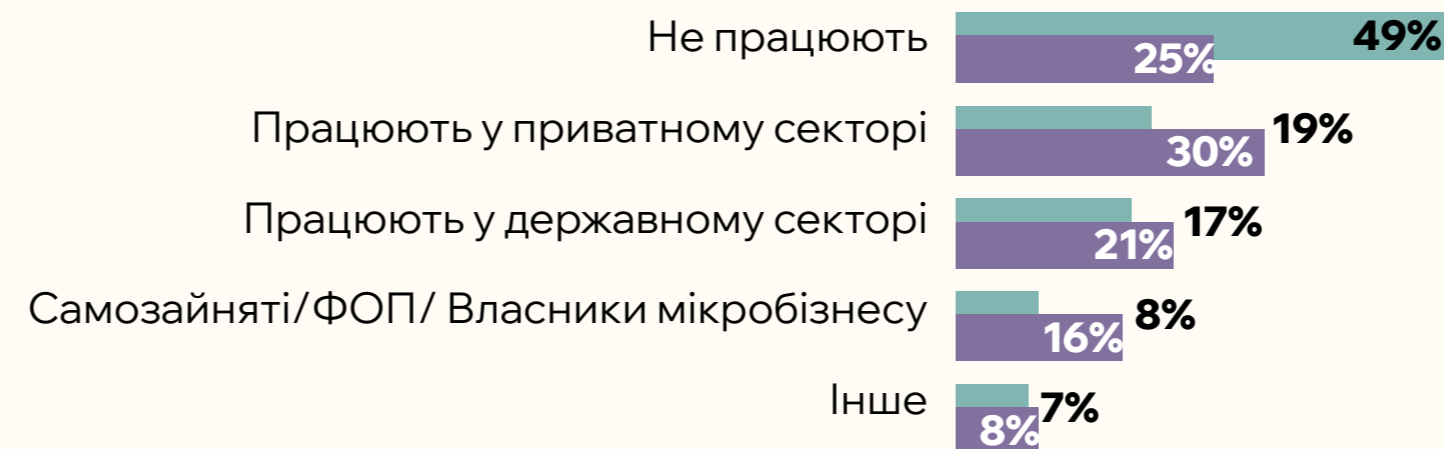 Не працюють 49%
25%
Працюють у приватному секторі 19%
30%
Працюють у державному секторі 17%
21%
Самозайняті/ФОП/ Власники мікробізнесу 8%
16%
Інше 7%
8%